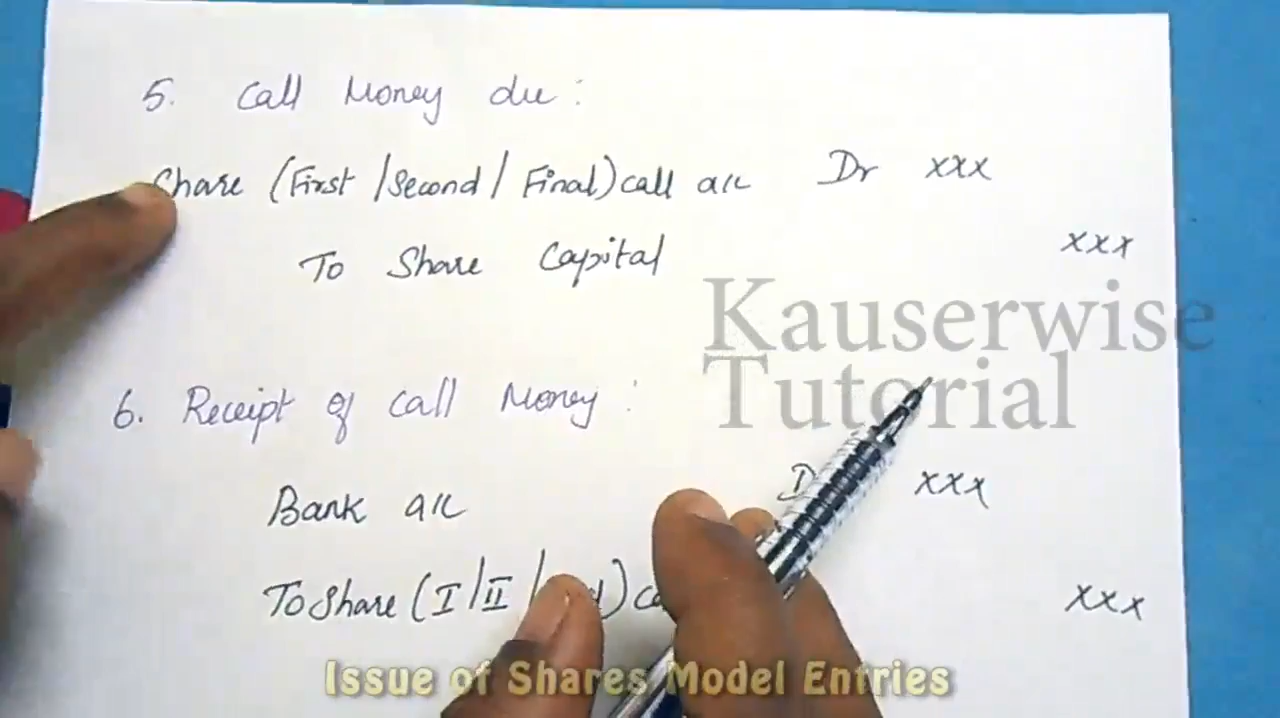 5. Call Money due :
Share (First /Second / Final) call a/c Dr xxx
To Share Capital xxx
Kauserwise
Tutorial
6. Receipt of Call Money :
Bank a/c xxx
To Share (I/II/ xxx
Issue of Shares Model Entries